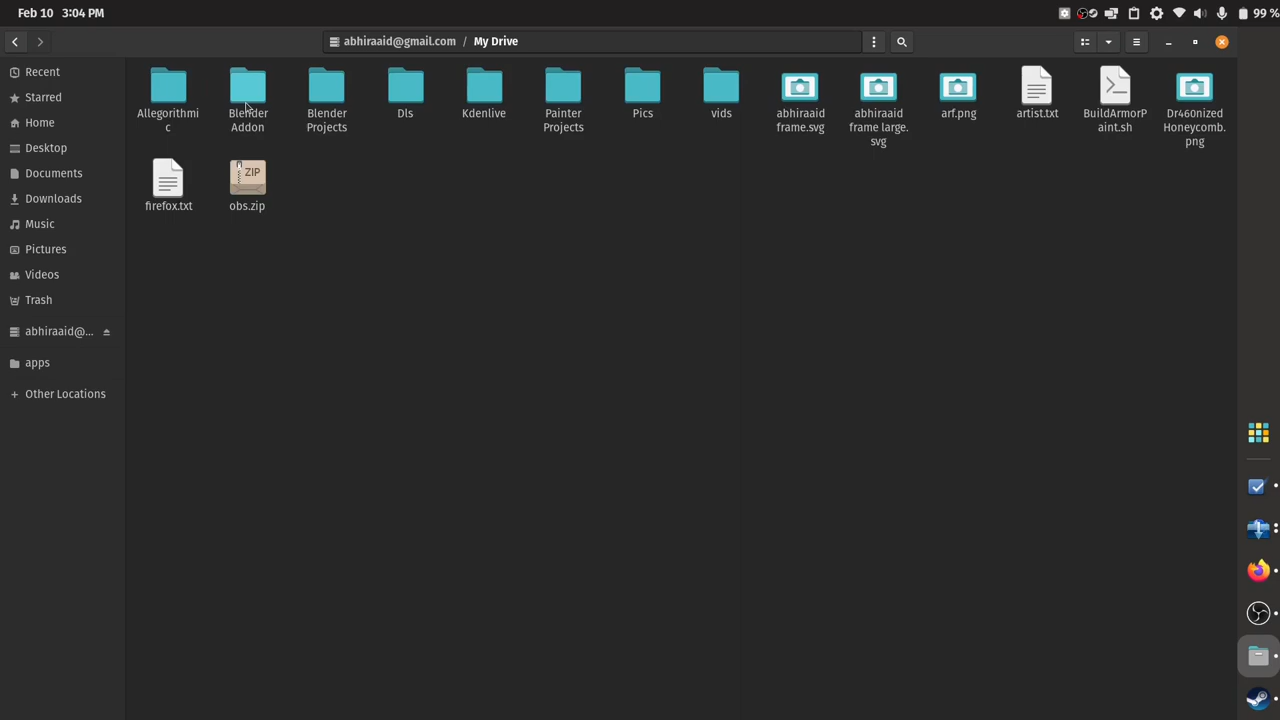 Feb 10 3:04 PM
99 %
abhiraaid@gmail.com / My Drive
Recent
Starred
Home
Desktop
Documents
Downloads
Music
Pictures
Videos
Trash
abhiraaid@...
apps
+ Other Locations
Allegorithmi
c
Blender
Addon
Blender
Projects
Dls
Kdenlive
Painter
Projects
Pics
vids
abhiraaid
frame.svg
abhiraaid
frame large.
svg
arf.png
artist.txt
BuildArmorP
aint.sh
Dr460nized
Honeycomb.
png
firefox.txt
ZIP
obs.zip